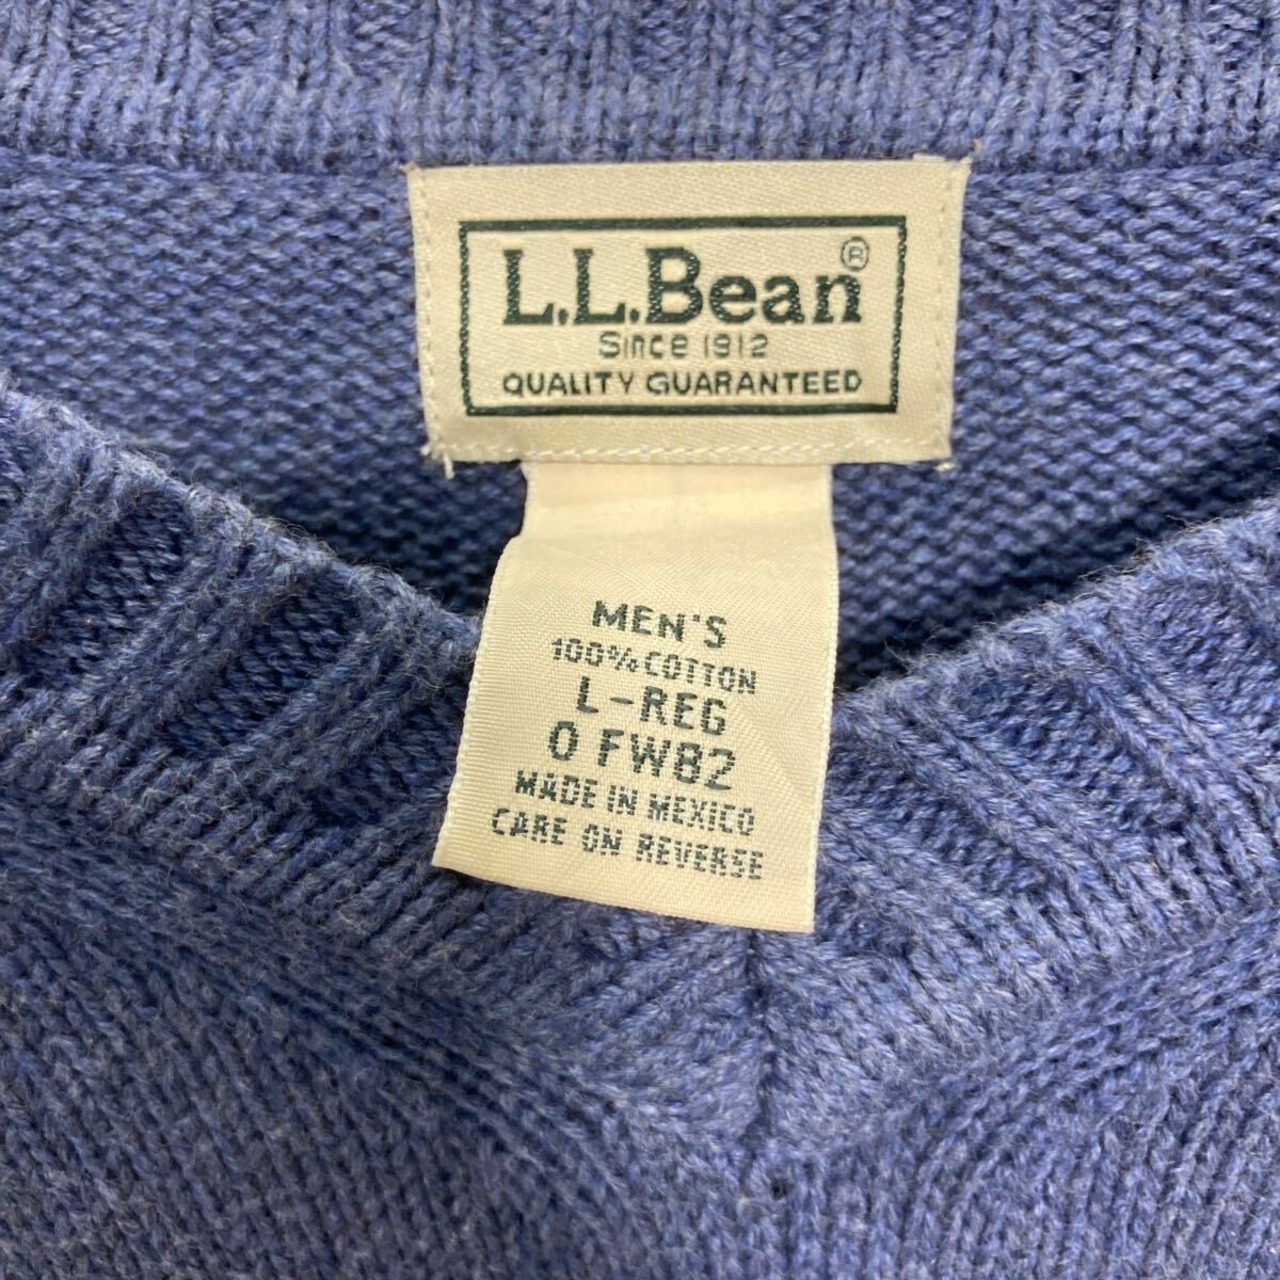 L.L.Bean®
Since 1912
QUALITY GUARANTEED
MEN'S
100% COTTON
L-REG
0 FW82
MADE IN MEXICO
CARE ON REVERSE